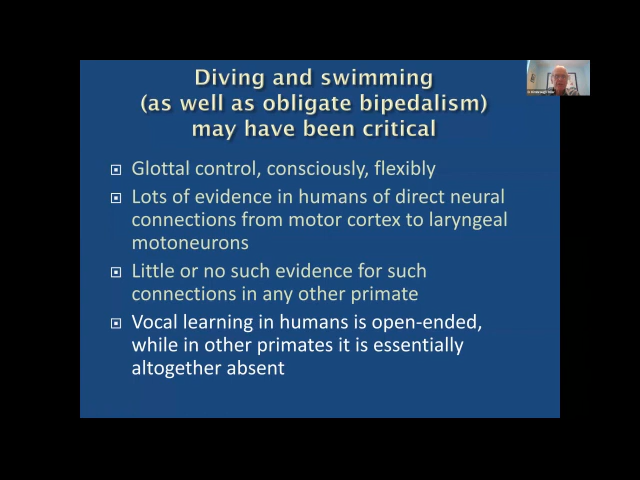 Diving and swimming
(as well as obligate bipedalism)
may have been critical
Glottal control, consciously, flexibly
Lots of evidence in humans of direct neural
connections from motor cortex to laryngeal
motoneurons
Little or no such evidence for such
connections in any other primate
Vocal learning in humans is open-ended,
while in other primates it is essentially
altogether absent